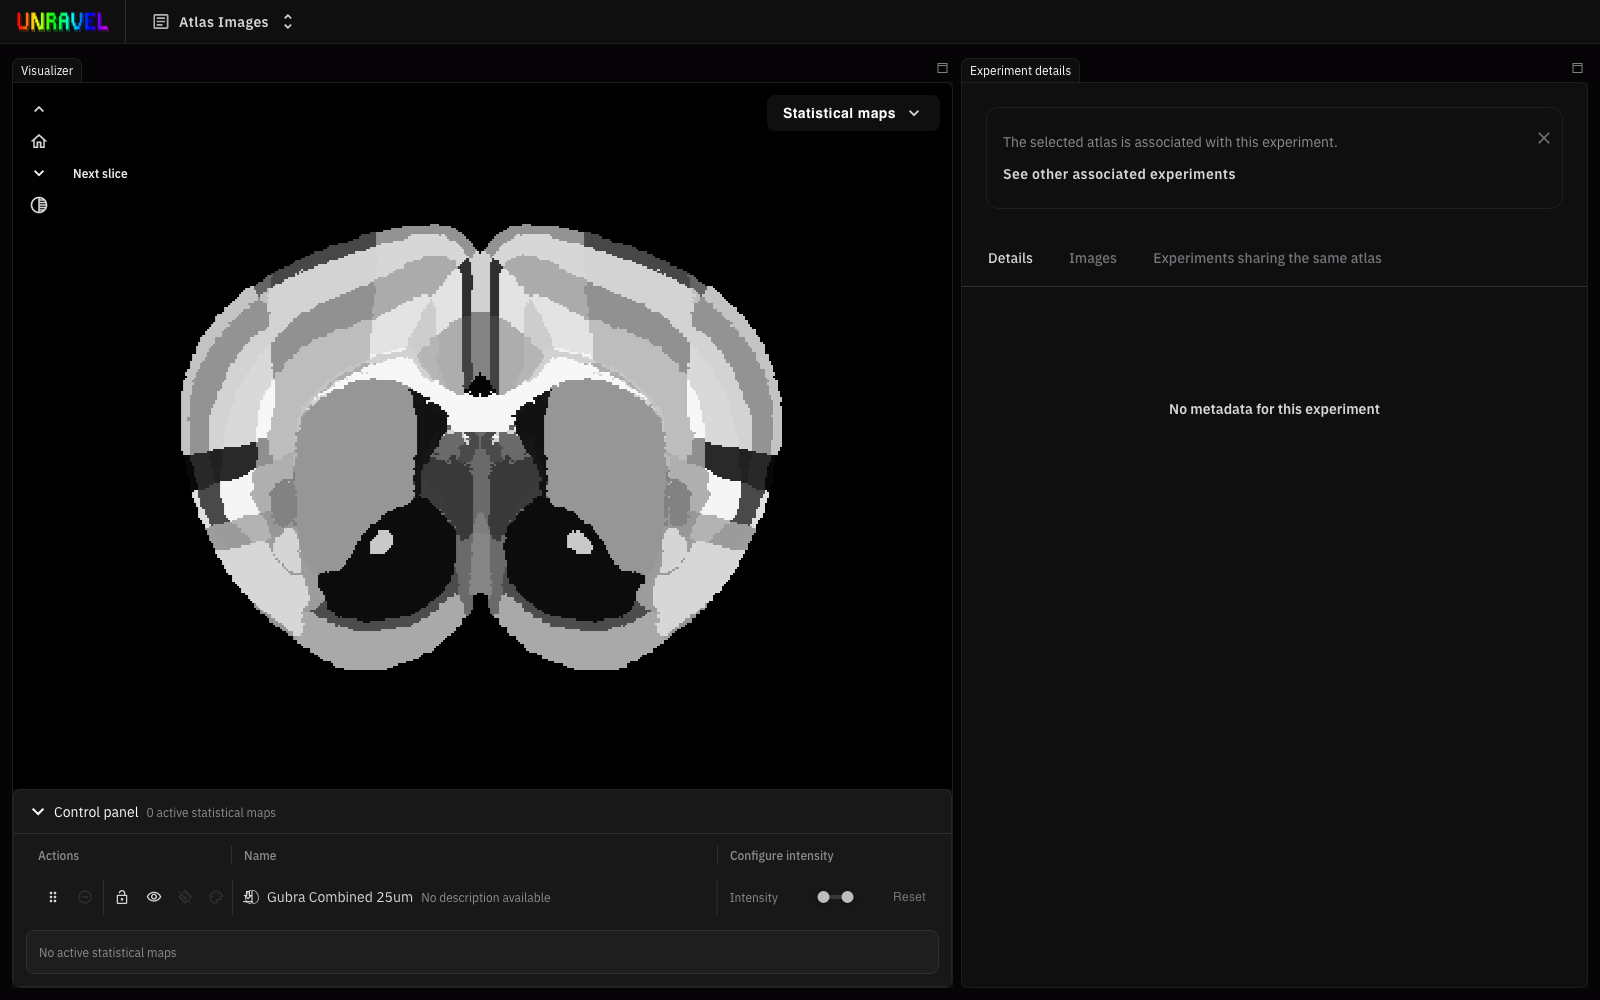 UNRAVEL
Atlas Images
Visualizer
Statistical maps
Next slice
Control panel 0 active statistical maps
Actions Name Configure intensity
Gubra Combined 25um No description available Intensity Reset
No active statistical maps
Experiment details
The selected atlas is associated with this experiment.
See other associated experiments
Details Images Experiments sharing the same atlas
No metadata for this experiment